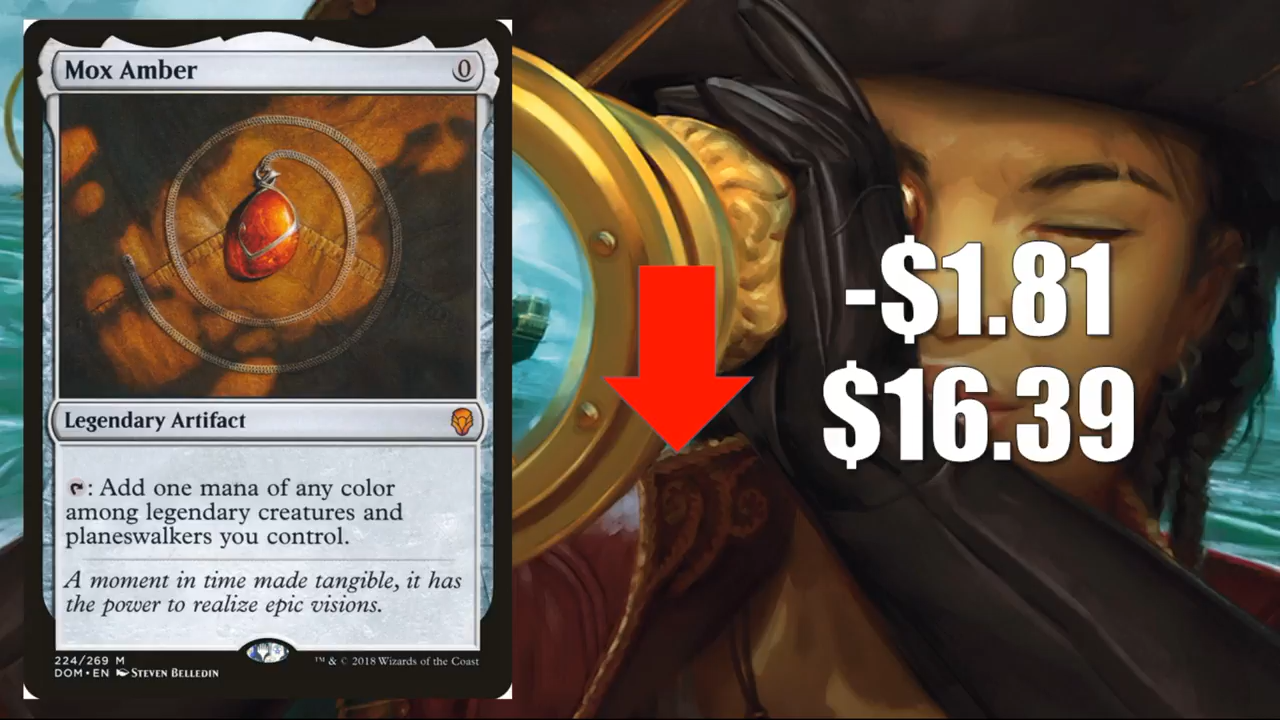 Mox Amber 0
Legendary Artifact
: Add one mana of any color
among legendary creatures and
planeswalkers you control.
A moment in time made tangible, it has
the power to realize epic visions.
224/269 M
DOM • EN Steven Belledin
™ & © 2018 Wizards of the Coast
-$1.81
$16.39